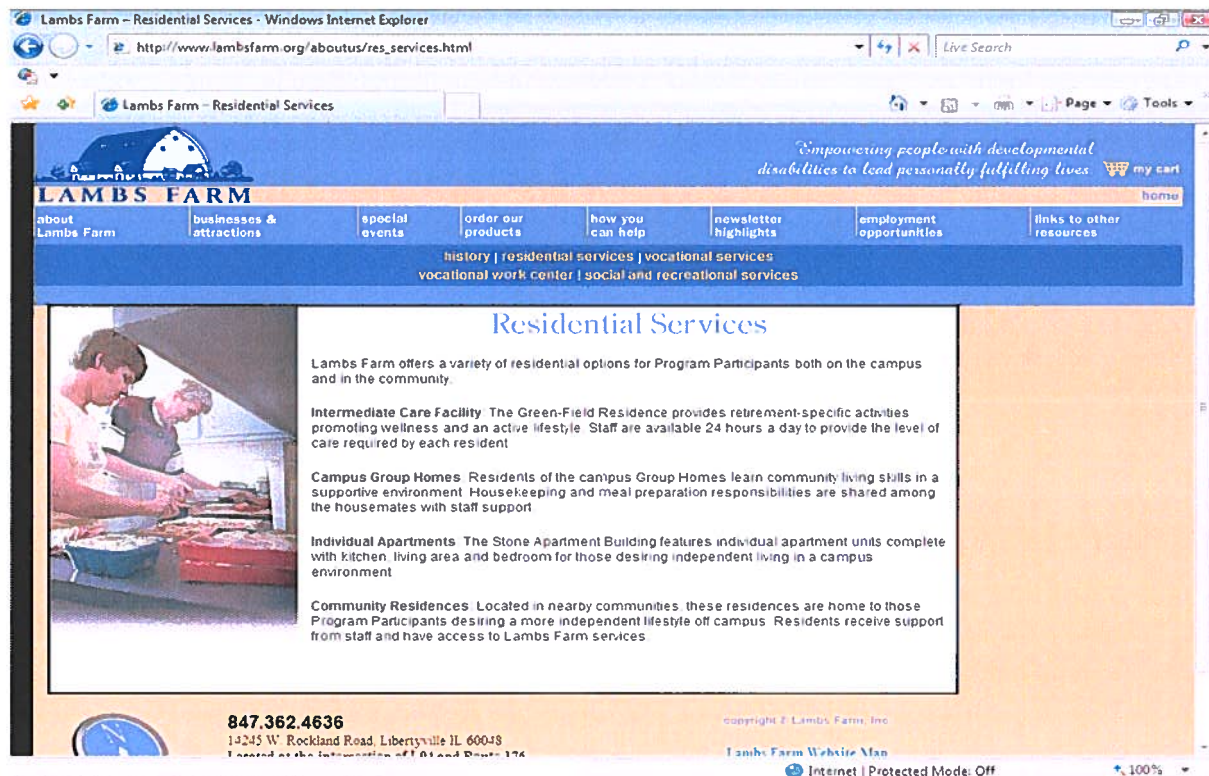 Lambs Farm – Residential Services - Windows Internet Explorer
http://www.lambsfarm.org/aboutus/res_services.html
Live Search
Lambs Farm – Residential Services
Page
Tools
Empowering people with developmental
disabilities to lead personally fulfilling lives
my cart
LAMBS FARM
home
about
Lambs Farm
businesses &
attractions
special
events
order our
products
how you
can help
newsletter
highlights
employment
opportunities
links to other
resources
history | residential services | vocational services
vocational work center | social and recreational services
Residential Services
Lambs Farm offers a variety of residential options for Program Participants both on the campus
and in the community.
Intermediate Care Facility: The Green-Field Residence provides retirement-specific activities
promoting wellness and an active lifestyle. Staff are available 24 hours a day to provide the level of
care required by each resident.
Campus Group Homes: Residents of the campus Group Homes learn community living skills in a
supportive environment. Housekeeping and meal preparation responsibilities are shared among
the housemates with staff support.
Individual Apartments: The Stone Apartment Building features individual apartment units complete
with kitchen, living area and bedroom for those desiring independent living in a campus
environment.
Community Residences: Located in nearby communities, these residences are home to those
Program Participants desiring a more independent lifestyle off campus. Residents receive support
from staff and have access to Lambs Farm services.
847.362.4636
14245 W. Rockland Road, Libertyville IL 60048
Located at the intersection of I-94 and Route 176
copyright © Lambs Farm, Inc.
Lambs Farm Website Map
Internet | Protected Mode: Off
100%